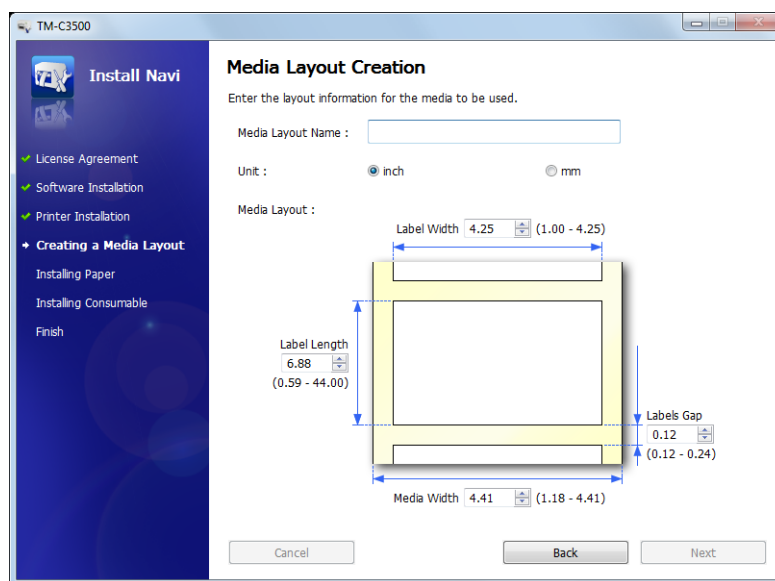 TM-C3500
Install Navi
License Agreement
Software Installation
Printer Installation
Creating a Media Layout
Installing Paper
Installing Consumable
Finish
Media Layout Creation
Enter the layout information for the media to be used.
Media Layout Name :
Unit :
inch
mm
Media Layout :
Label Width 4.25 (1.00 - 4.25)
Label Length
6.88
(0.59 - 44.00)
Labels Gap
0.12
(0.12 - 0.24)
Media Width 4.41 (1.18 - 4.41)
Cancel
Back
Next